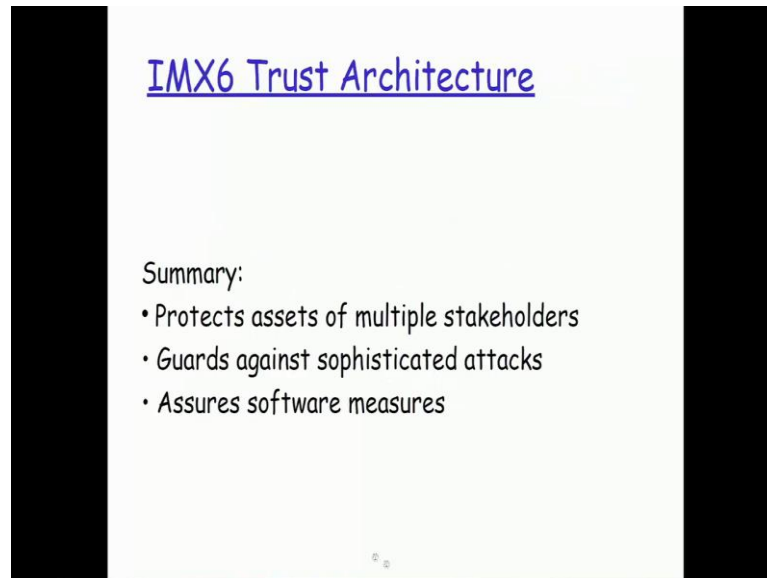 IMX6 Trust Architecture
Summary:
• Protects assets of multiple stakeholders
• Guards against sophisticated attacks
• Assures software measures